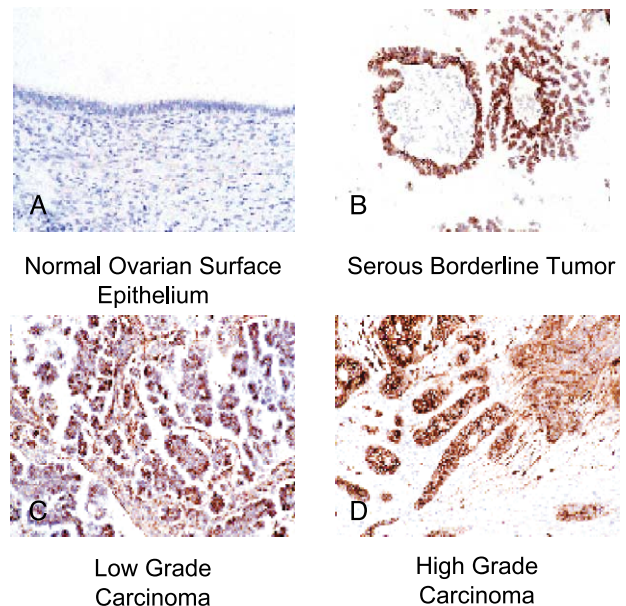 A
B
Normal Ovarian Surface
Epithelium
Serous Borderline Tumor
C
D
Low Grade
Carcinoma
High Grade
Carcinoma